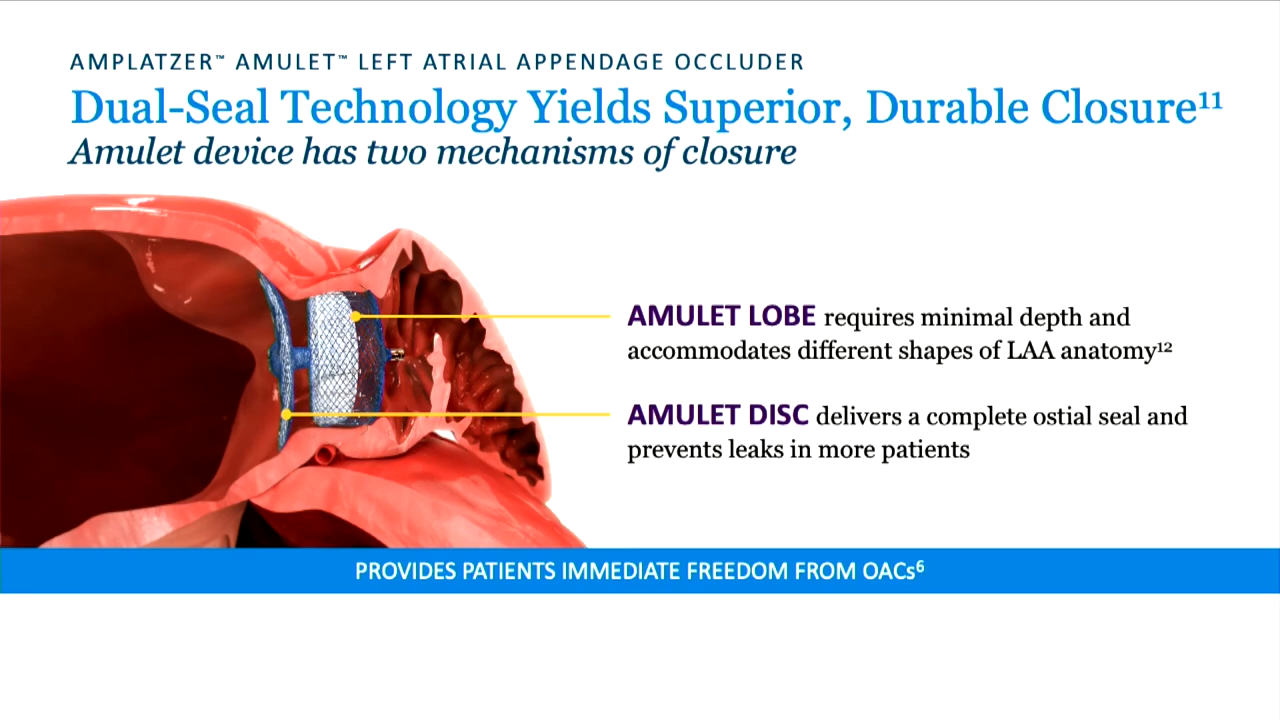 AMPLATZER™ AMULET™ LEFT ATRIAL APPENDAGE OCCLUDER
Dual-Seal Technology Yields Superior, Durable Closure¹¹
Amulet device has two mechanisms of closure
AMULET LOBE requires minimal depth and
accommodates different shapes of LAA anatomy¹²
AMULET DISC delivers a complete ostial seal and
prevents leaks in more patients
PROVIDES PATIENTS IMMEDIATE FREEDOM FROM OACs⁶